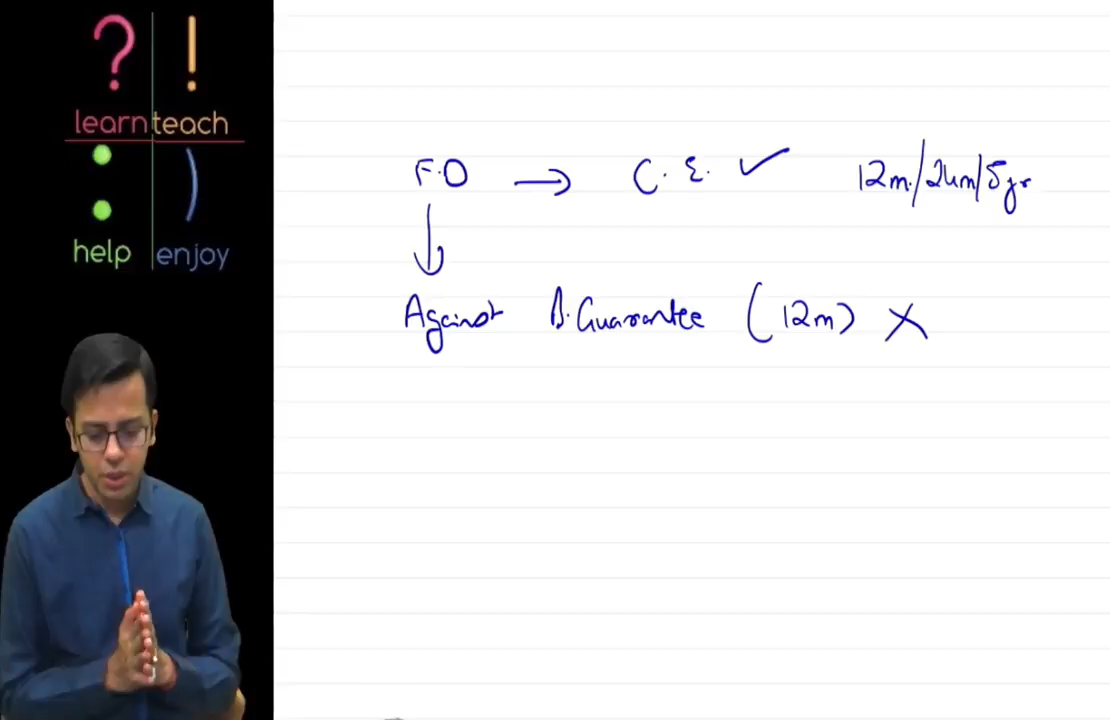 ? !
learn teach
: )
help enjoy
F.D → C.E. ✓ 12m/24m/5yr
↓
Against B.Guarantee (12m) ✗